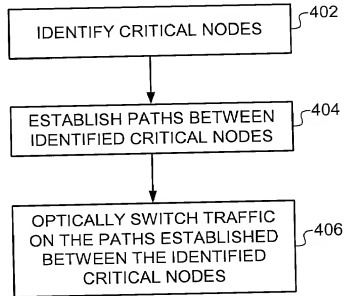 IDENTIFY CRITICAL NODES
402
ESTABLISH PATHS BETWEEN
IDENTIFIED CRITICAL NODES
404
OPTICALLY SWITCH TRAFFIC
ON THE PATHS ESTABLISHED
BETWEEN THE IDENTIFIED
CRITICAL NODES
406